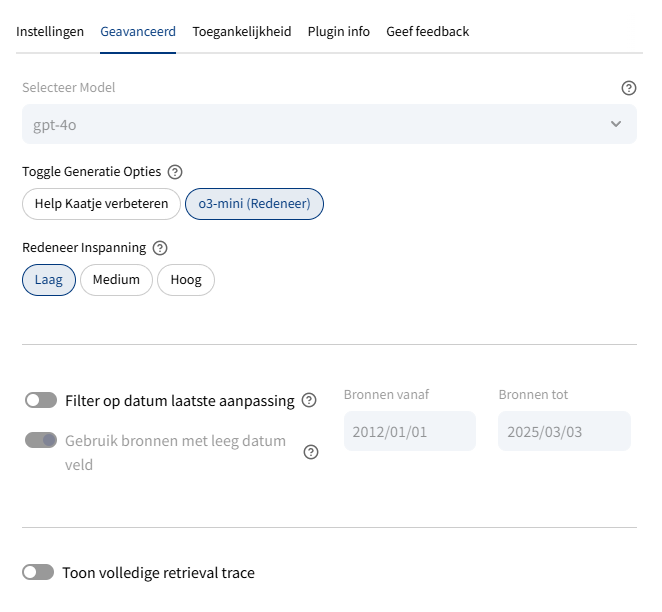 Instellingen Geavanceerd Toegankelijkheid Plugin info Geef feedback
Selecteer Model
gpt-4o
Toggle Generatie Opties
Help Kaatje verbeteren o3-mini (Redeneer)
Redeneer Inspanning
Laag Medium Hoog
Filter op datum laatste aanpassing
Gebruik bronnen met leeg datum
veld
Bronnen vanaf Bronnen tot
2012/01/01 2025/03/03
Toon volledige retrieval trace